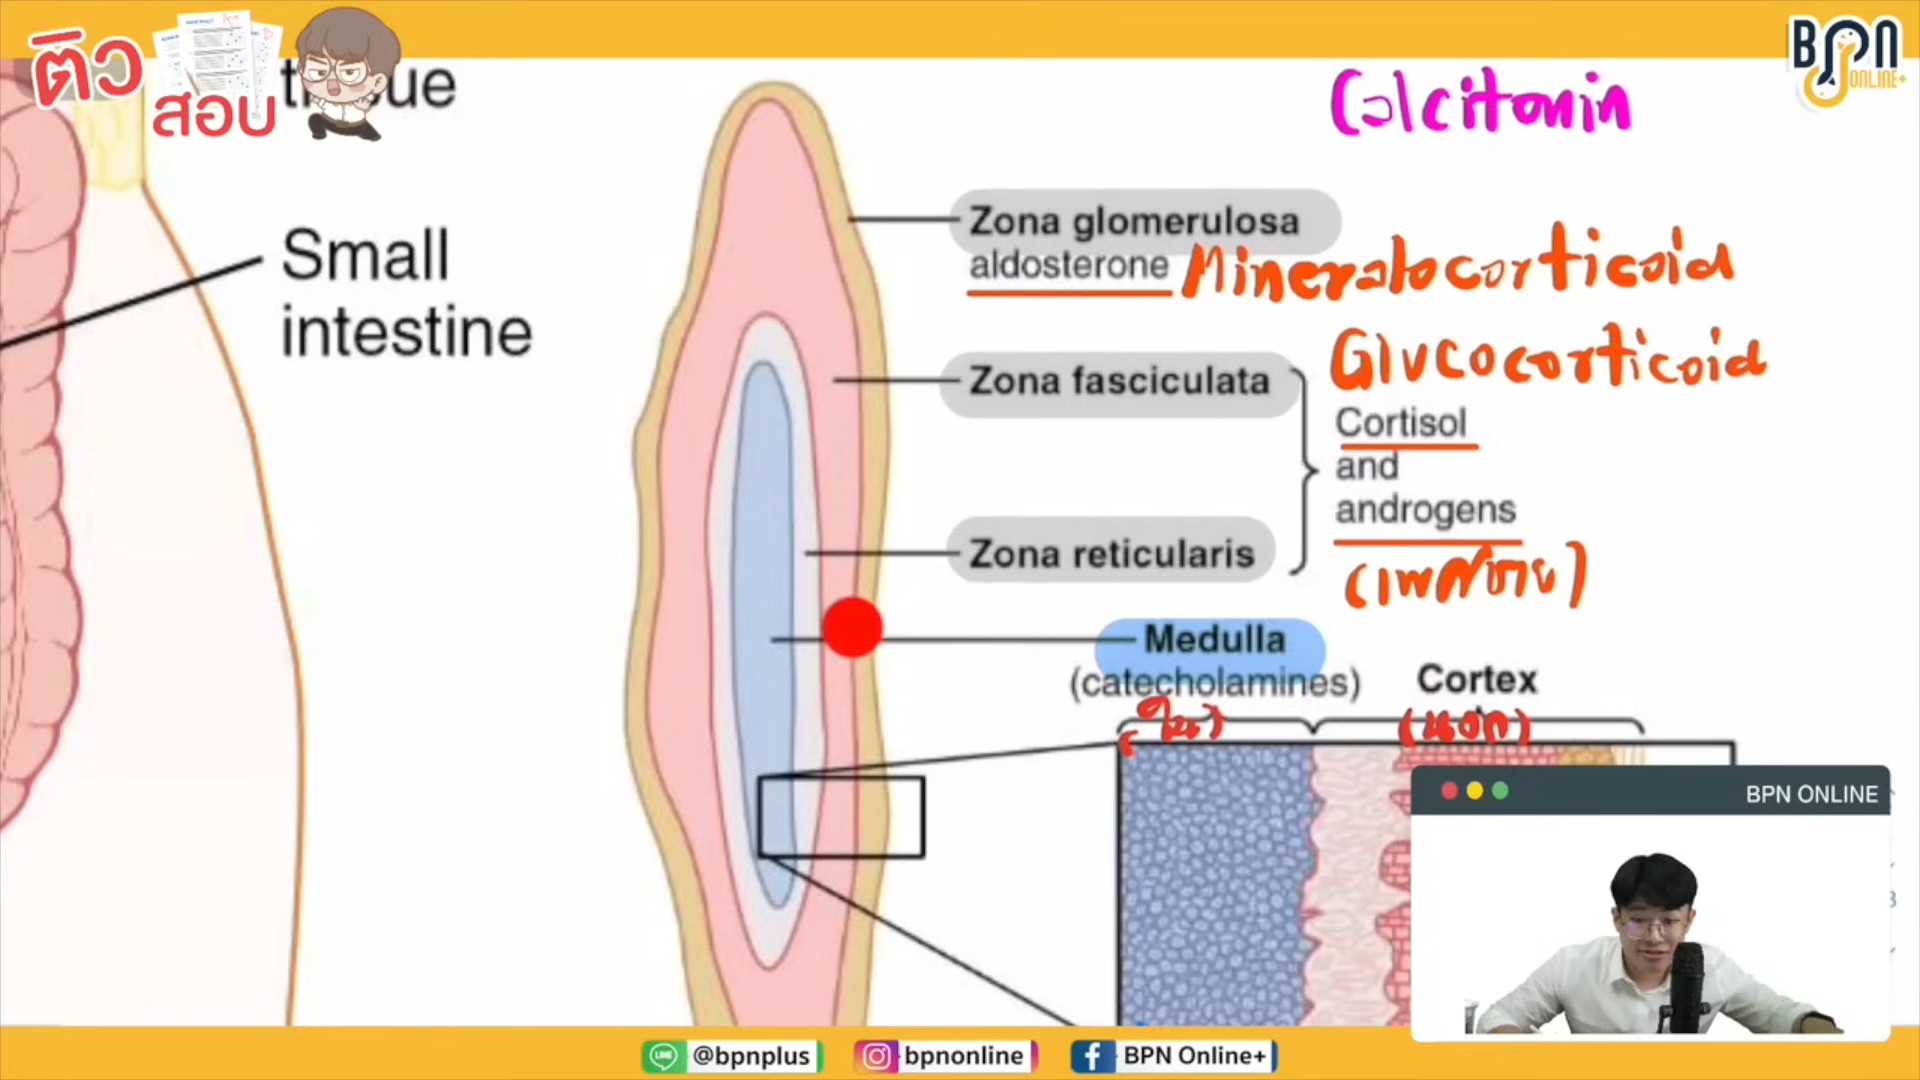 ติว
สอบ
BPN
ONLINE+
Calcitonin
Small
intestine
Zona glomerulosa
aldosterone Mineralocorticoid
Glucocorticoid
Zona fasciculata
Cortisol
and
androgens
(เพศชาย)
Zona reticularis
Medulla
(catecholamines)
(ใน)
Cortex
(นอก)
BPN ONLINE
@bpnplus
bpnonline
BPN Online+